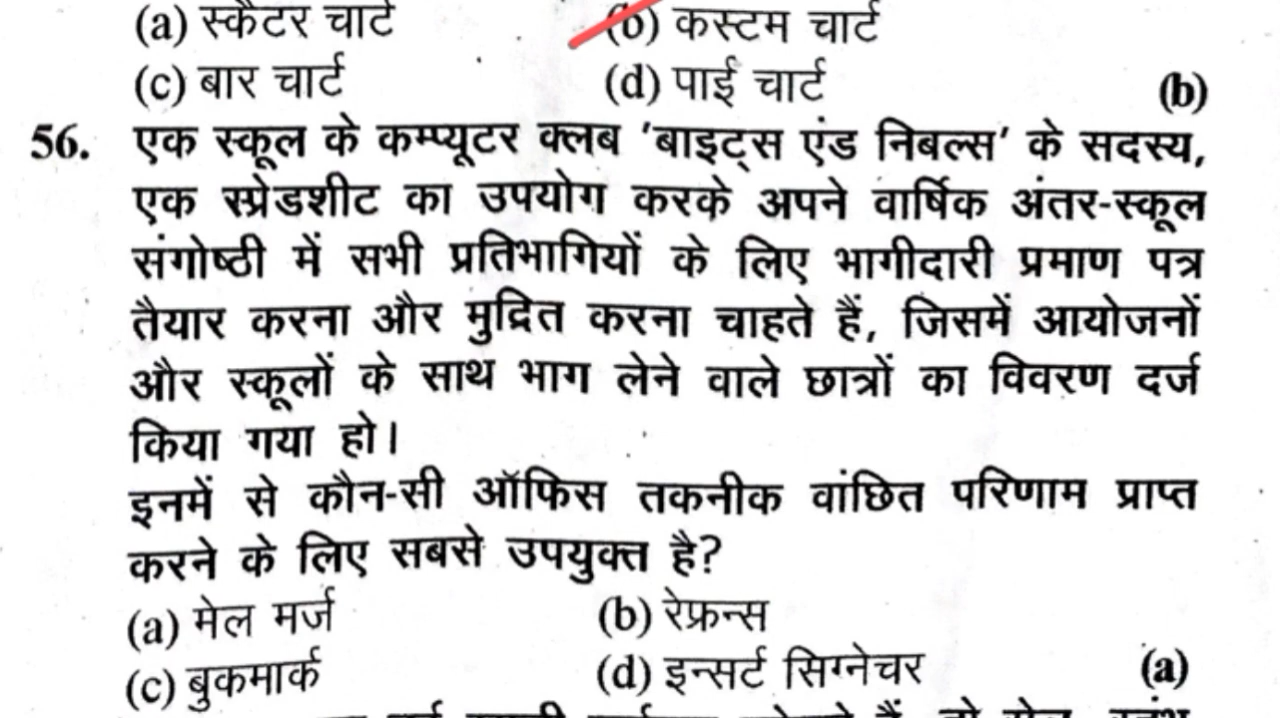 (a) स्कैटर चार्ट (b) कस्टम चार्ट
(c) बार चार्ट (d) पाई चार्ट (b)
56. एक स्कूल के कम्प्यूटर क्लब 'बाइट्स एंड निबल्स' के सदस्य,
एक स्प्रेडशीट का उपयोग करके अपने वार्षिक अंतर-स्कूल
संगोष्ठी में सभी प्रतिभागियों के लिए भागीदारी प्रमाण पत्र
तैयार करना और मुद्रित करना चाहते हैं, जिसमें आयोजनों
और स्कूलों के साथ भाग लेने वाले छात्रों का विवरण दर्ज
किया गया हो।
इनमें से कौन-सी ऑफिस तकनीक वांछित परिणाम प्राप्त
करने के लिए सबसे उपयुक्त है?
(a) मेल मर्ज (b) रेफ्रन्स
(c) बुकमार्क (d) इन्सर्ट सिग्नेचर (a)